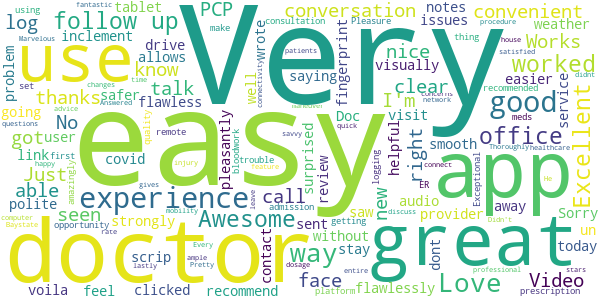 fantastic tablet PCP conversation notes convenient
log follow up make consultation Pleasure issues weather
Marvelous inclement drive wrote procedure thing house Works
use know allows saying fingerprint nice visually satisfied worked
problem set safer well connectivity patients clear easier recommended didnt
thanks talk flawless Very good
going No user Doc I'm network meds service
got link first remote visit office Excellent
Just covid questions happy advice changes time Answered
easy pleasantly bloodwork trouble surprised quick helpful right smooth Thoroughly healthcare
able polite experience amazingly quality injury savvy review logging app
seen strongly call feature admission new audio ER connect Exceptional He away
computer Baystate opportunity Awesome sent leave without saw provider Sorry
doctor gives mobility contact getting stay dont discuss great Didn't today un
rate Every way face flawlessly Love Video
voila feel scrip clicked ample Pretty dosage platform professional stars
lastly recommend entire prescription